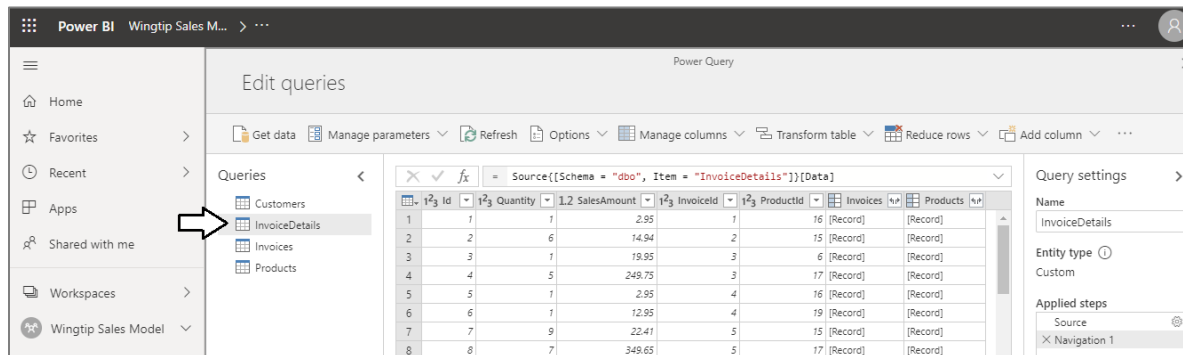 Power BI Wingtip Sales M... > ...
...
Power Query
Edit queries
Home
Favorites
Recent
Apps
Shared with me
Workspaces
Wingtip Sales Model
Get data Manage parameters Refresh Options Manage columns Transform table Reduce rows Add column ...
Queries
Customers
InvoiceDetails
Invoices
Products
fx = Source{[Schema = "dbo", Item = "InvoiceDetails"]}[Data]
1²3 Id 1²3 Quantity 1.2 SalesAmount 1²3 InvoiceId 1²3 ProductId Invoices Products
1 1 1 2.95 1 16 [Record] [Record]
2 2 6 14.94 2 15 [Record] [Record]
3 3 1 19.95 3 6 [Record] [Record]
4 4 5 249.75 3 17 [Record] [Record]
5 5 1 2.95 4 16 [Record] [Record]
6 6 1 12.95 4 19 [Record] [Record]
7 7 9 22.41 5 15 [Record] [Record]
8 8 7 349.65 5 17 [Record] [Record]
Query settings
Name
InvoiceDetails
Entity type
Custom
Applied steps
Source
Navigation 1